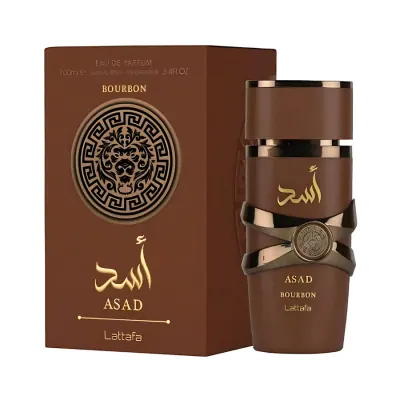 EAU DE PARFUM
BOURBON
أسد
ASAD
Lattafa
أسد
ASAD
BOURBON
Lattafa